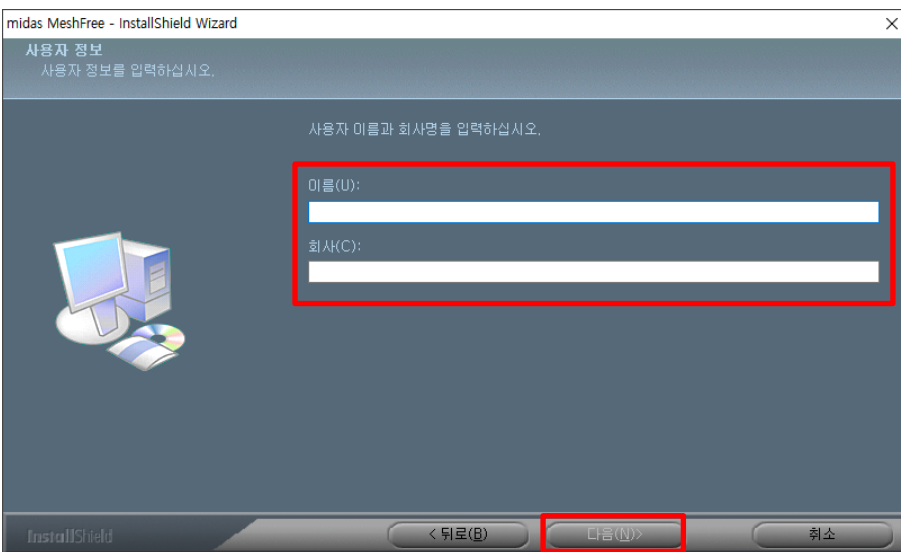 midas MeshFree - InstallShield Wizard
사용자 정보
사용자 정보를 입력하십시오.
사용자 이름과 회사명을 입력하십시오.
이름(U):
회사(C):
InstallShield
< 뒤로(B)
다음(N)>
취소